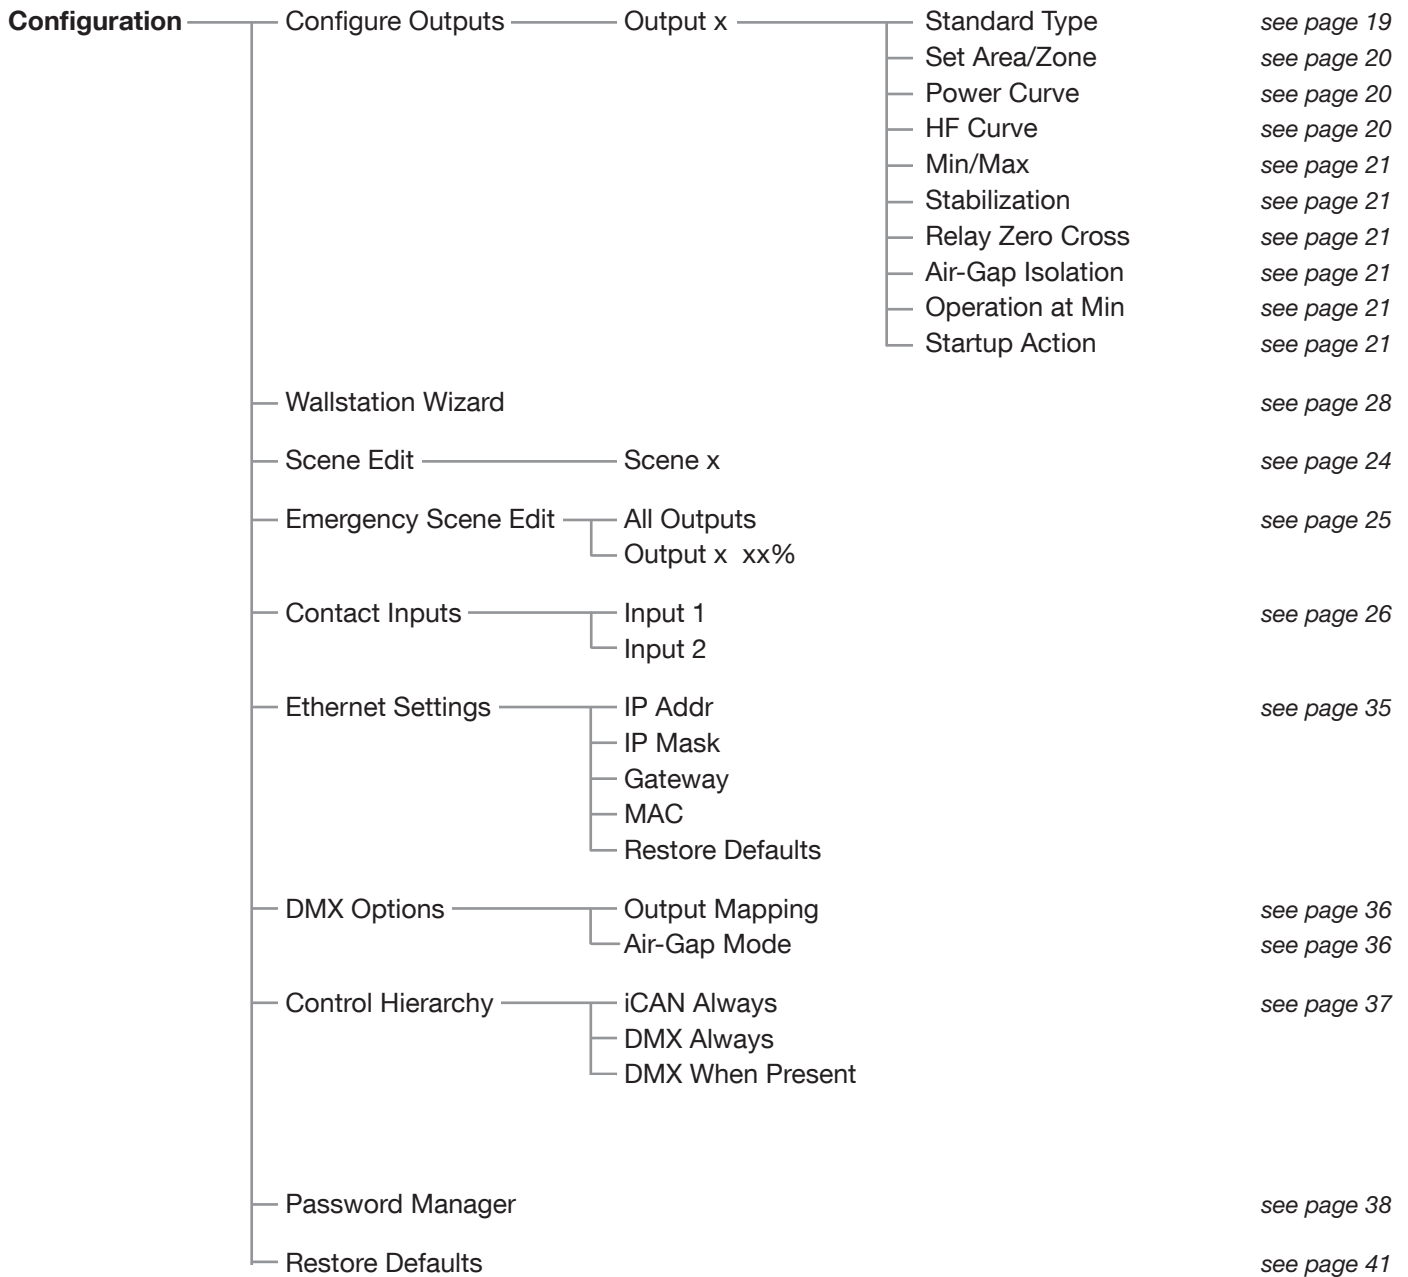 Configuration Configure Outputs Output x Standard Type see page 19
Set Area/Zone see page 20
Power Curve see page 20
HF Curve see page 20
Min/Max see page 21
Stabilization see page 21
Relay Zero Cross see page 21
Air-Gap Isolation see page 21
Operation at Min see page 21
Startup Action see page 21
Wallstation Wizard see page 28
Scene Edit Scene x see page 24
Emergency Scene Edit All Outputs see page 25
Output x xx%
Contact Inputs Input 1 see page 26
Input 2
Ethernet Settings IP Addr see page 35
IP Mask
Gateway
MAC
Restore Defaults
DMX Options Output Mapping see page 36
Air-Gap Mode see page 36
Control Hierarchy iCAN Always see page 37
DMX Always
DMX When Present
Password Manager see page 38
Restore Defaults see page 41